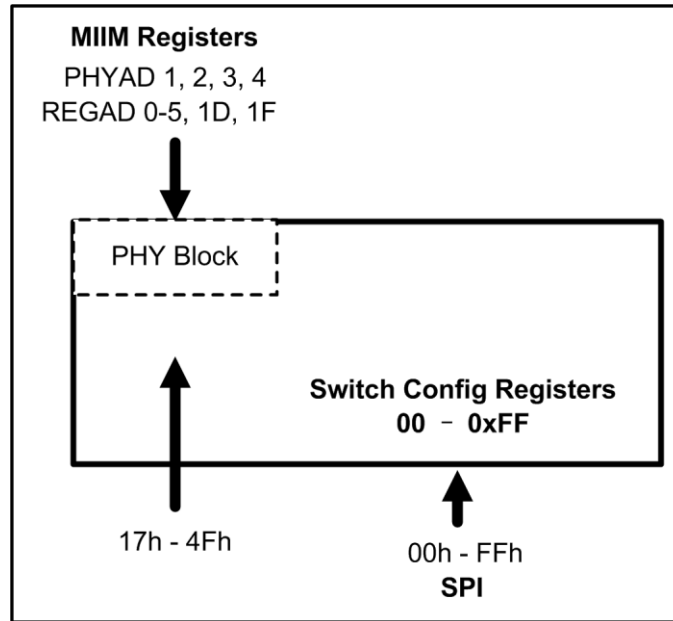 MIIM Registers
PHYAD 1, 2, 3, 4
REGAD 0-5, 1D, 1F
PHY Block
Switch Config Registers
00 - 0xFF
17h - 4Fh
00h - FFh
SPI